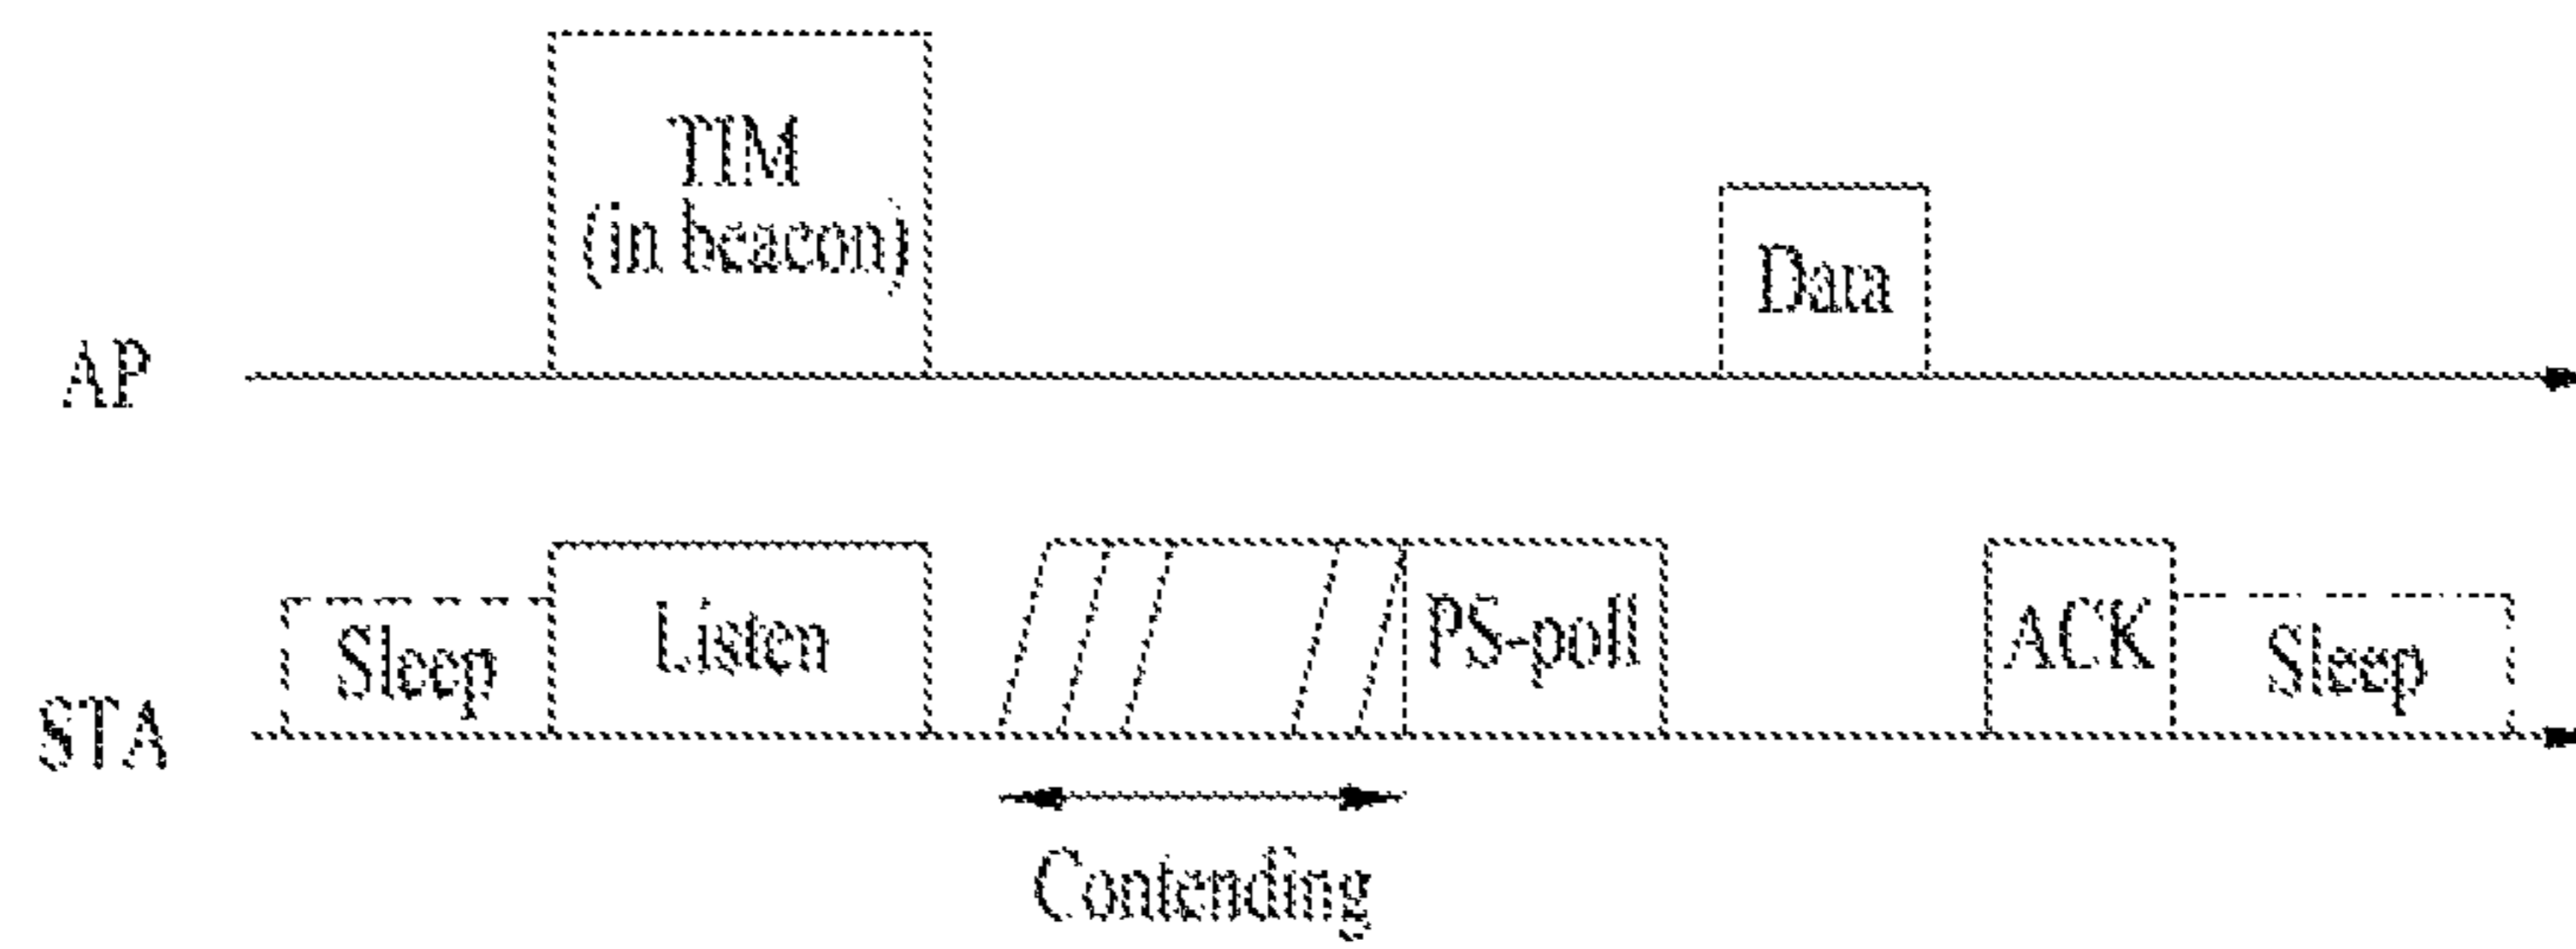 TIM
(in beacon)
Data
AP
Sleep
Listen
PS-poll
ACK
Sleep
STA
Contending